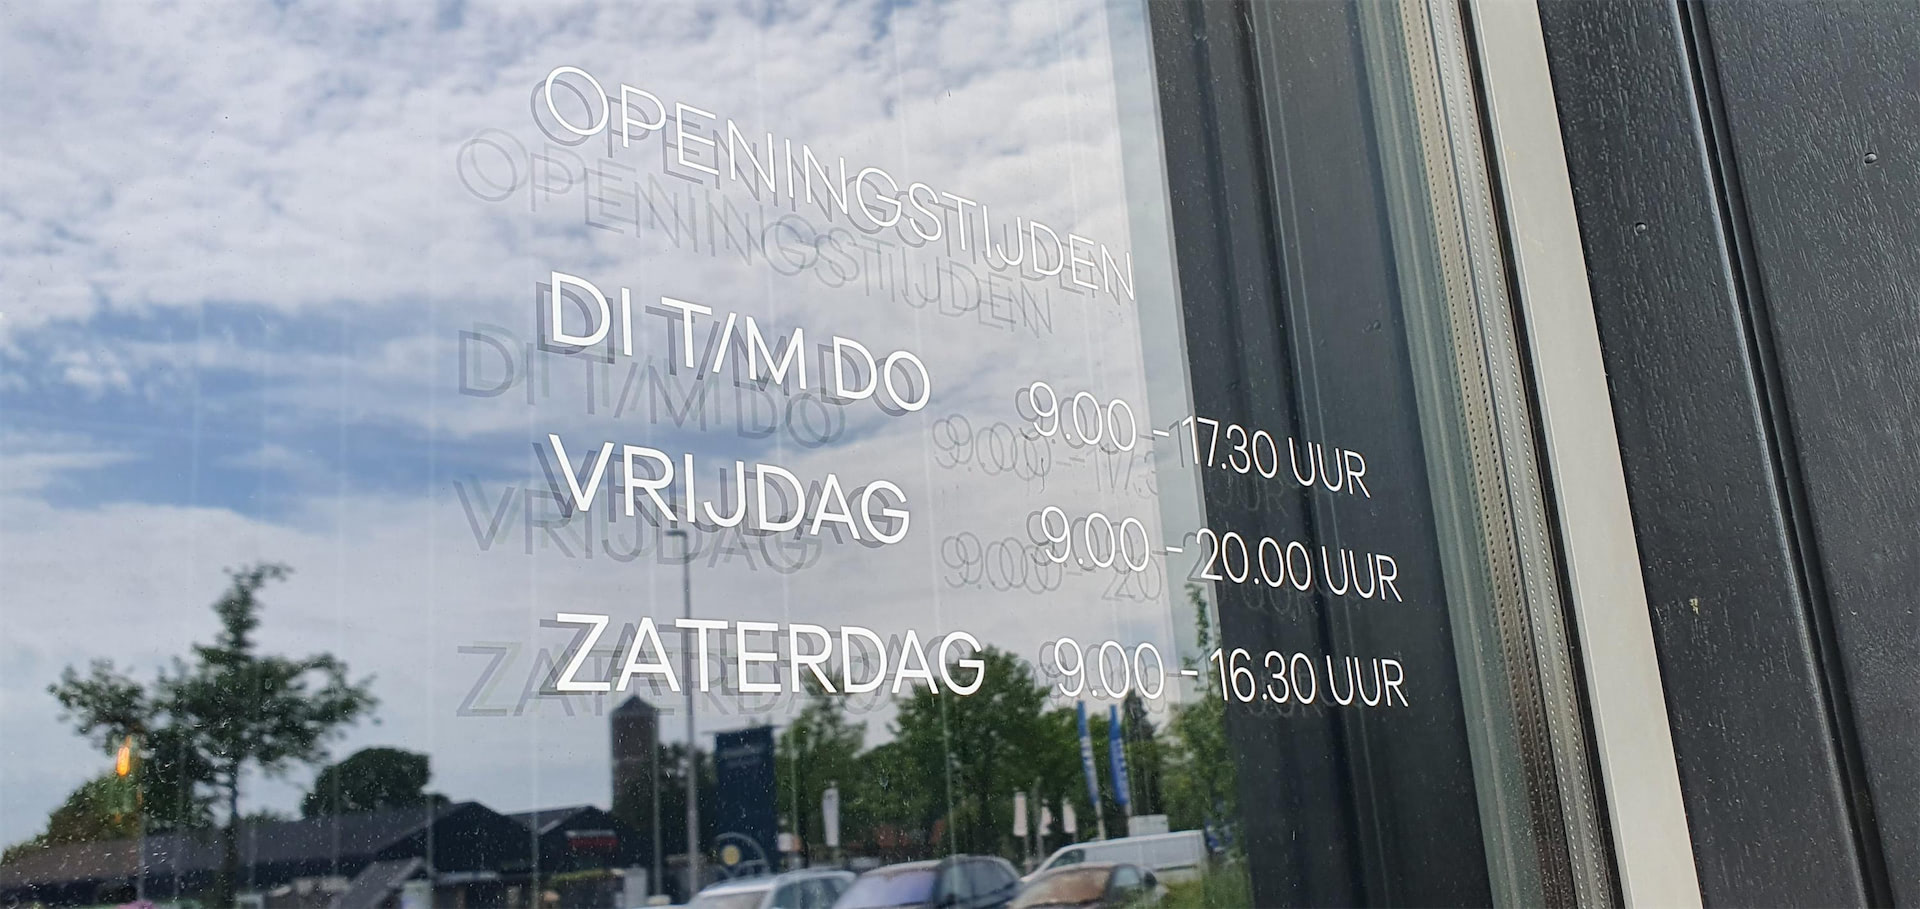 OPENINGSTIJDEN
DI T/M DO 9.00 - 17.30 UUR
VRIJDAG 9.00 - 20.00 UUR
ZATERDAG 9.00 - 16.30 UUR